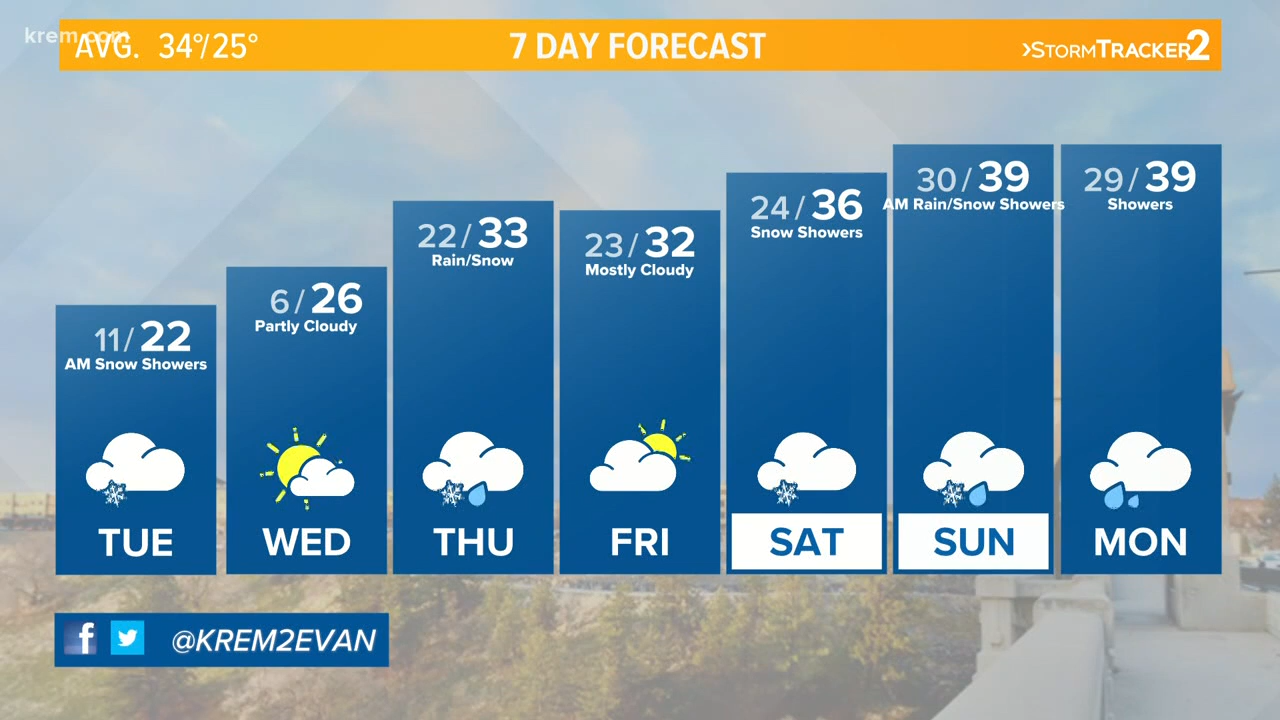 krem.com
AVG. 34°/25°
7 DAY FORECAST
›STORMTRACKER2
11/22
AM Snow Showers
TUE
6/26
Partly Cloudy
WED
22/33
Rain/Snow
THU
23/32
Mostly Cloudy
FRI
24/36
Snow Showers
SAT
30/39
AM Rain/Snow Showers
SUN
29/39
Showers
MON
f
@KREM2EVAN